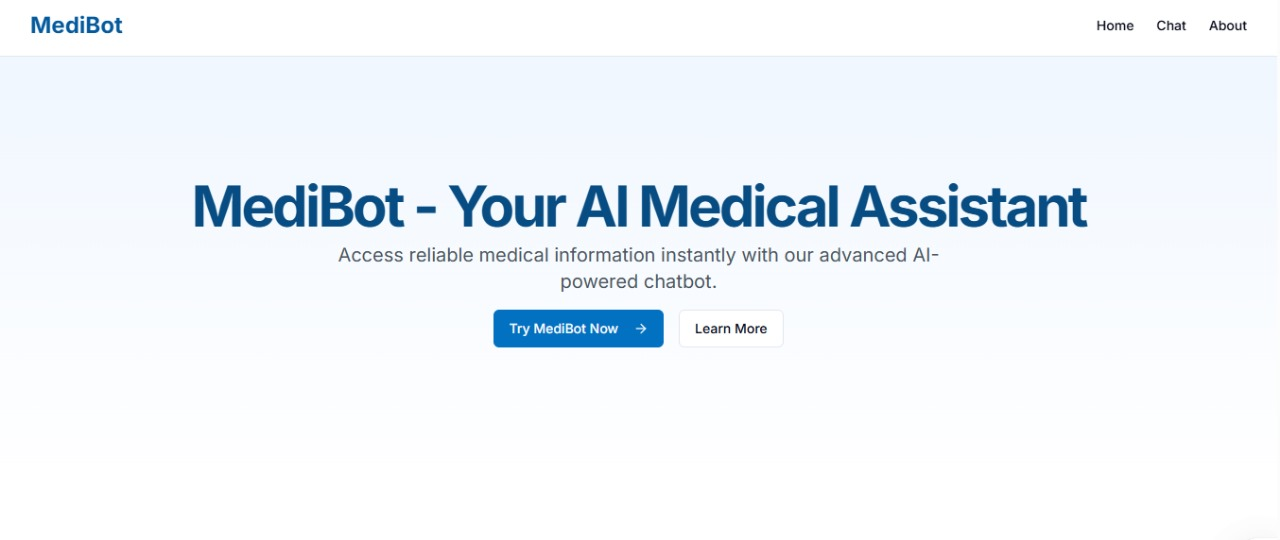 MediBot
Home Chat About
MediBot - Your AI Medical Assistant
Access reliable medical information instantly with our advanced AI-
powered chatbot.
Try MediBot Now → Learn More